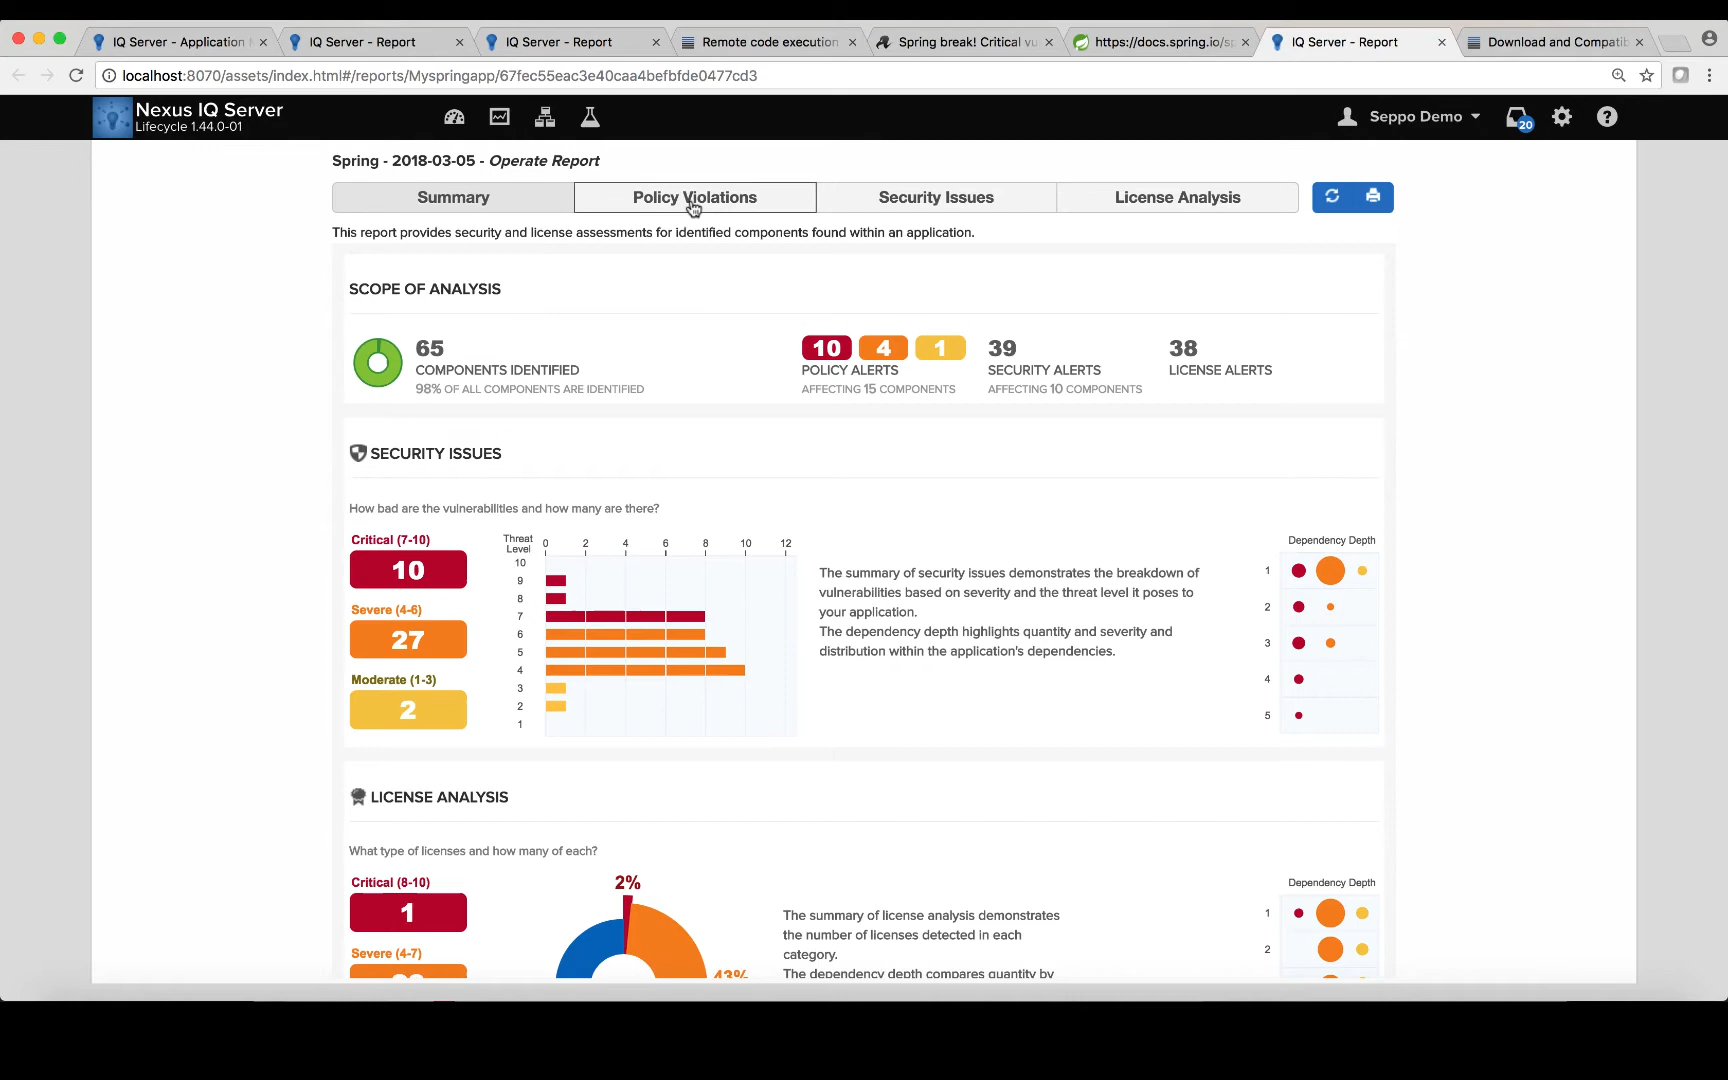 IQ Server - Application
IQ Server - Report
IQ Server - Report
Remote code execution
Spring break! Critical vu
https://docs.spring.io/sp
IQ Server - Report
Download and Compatib
localhost:8070/assets/index.html#/reports/Myspringapp/67fec55eac3e40caa4befbfde0477cd3
Nexus IQ Server
Lifecycle 1.44.0-01
Seppo Demo
20
Spring - 2018-03-05 - Operate Report
Summary
Policy Violations
Security Issues
License Analysis
This report provides security and license assessments for identified components found within an application.
SCOPE OF ANALYSIS
65
COMPONENTS IDENTIFIED
98% OF ALL COMPONENTS ARE IDENTIFIED
10 4 1
POLICY ALERTS
AFFECTING 15 COMPONENTS
39
SECURITY ALERTS
AFFECTING 10 COMPONENTS
38
LICENSE ALERTS
SECURITY ISSUES
How bad are the vulnerabilities and how many are there?
Critical (7-10)
10
Severe (4-6)
27
Moderate (1-3)
2
Threat
Level
0 2 4 6 8 10 12
10
9
8
7
6
5
4
3
2
1
The summary of security issues demonstrates the breakdown of
vulnerabilities based on severity and the threat level it poses to
your application.
The dependency depth highlights quantity and severity and
distribution within the application's dependencies.
Dependency Depth
1
2
3
4
5
LICENSE ANALYSIS
What type of licenses and how many of each?
Critical (8-10)
1
Severe (4-7)
2%
43%
The summary of license analysis demonstrates
the number of licenses detected in each
category.
The dependency depth compares quantity by
Dependency Depth
1
2